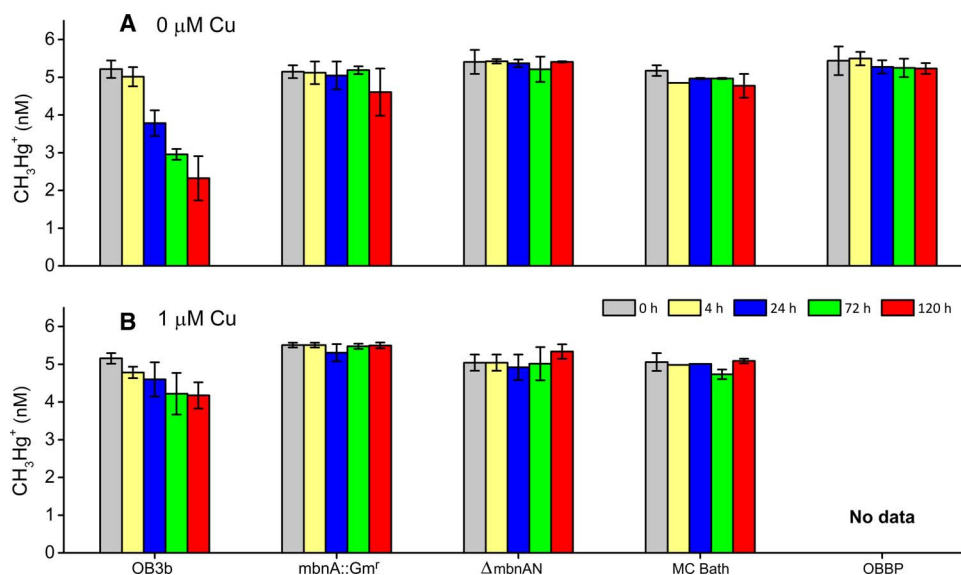 A 0 μM Cu
6
5
4
3
2
1
0
CH₃Hg⁺ (nM)
B 1 μM Cu
0 h 4 h 24 h 72 h 120 h
6
5
4
3
2
1
0
CH₃Hg⁺ (nM)
No data
OB3b mbnA::Gmʳ ΔmbnAN MC Bath OBBP